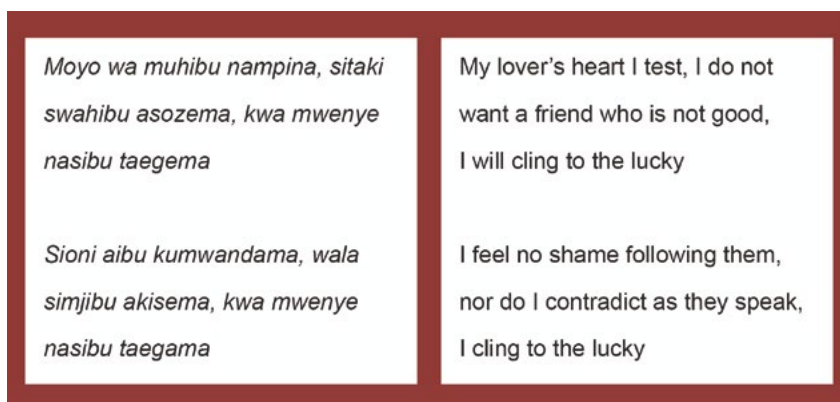 Moyo wa muhibu nampina, sitaki
swahibu asozema, kwa mwenye
nasibu taegema
Sioni aibu kumwandama, wala
simjibu akisema, kwa mwenye
nasibu taegama
My lover's heart I test, I do not
want a friend who is not good,
I will cling to the lucky
I feel no shame following them,
nor do I contradict as they speak,
I cling to the lucky